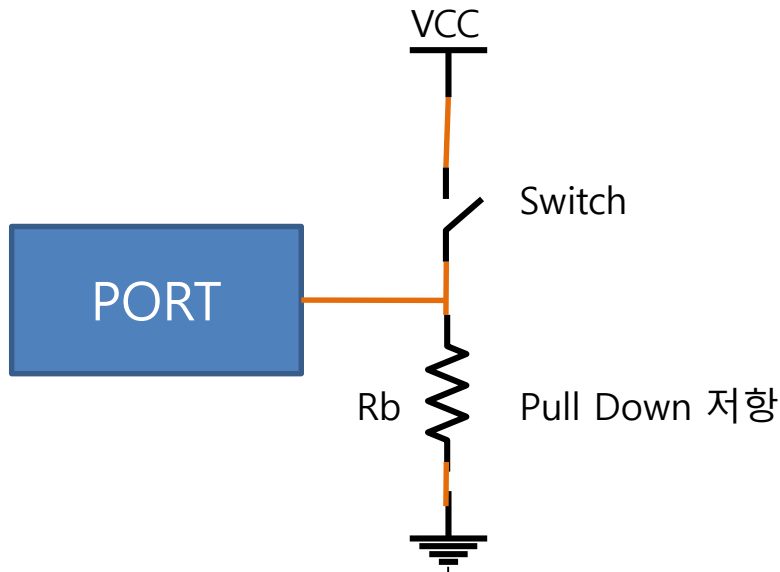 VCC
Switch
PORT
Rb
Pull Down 저항